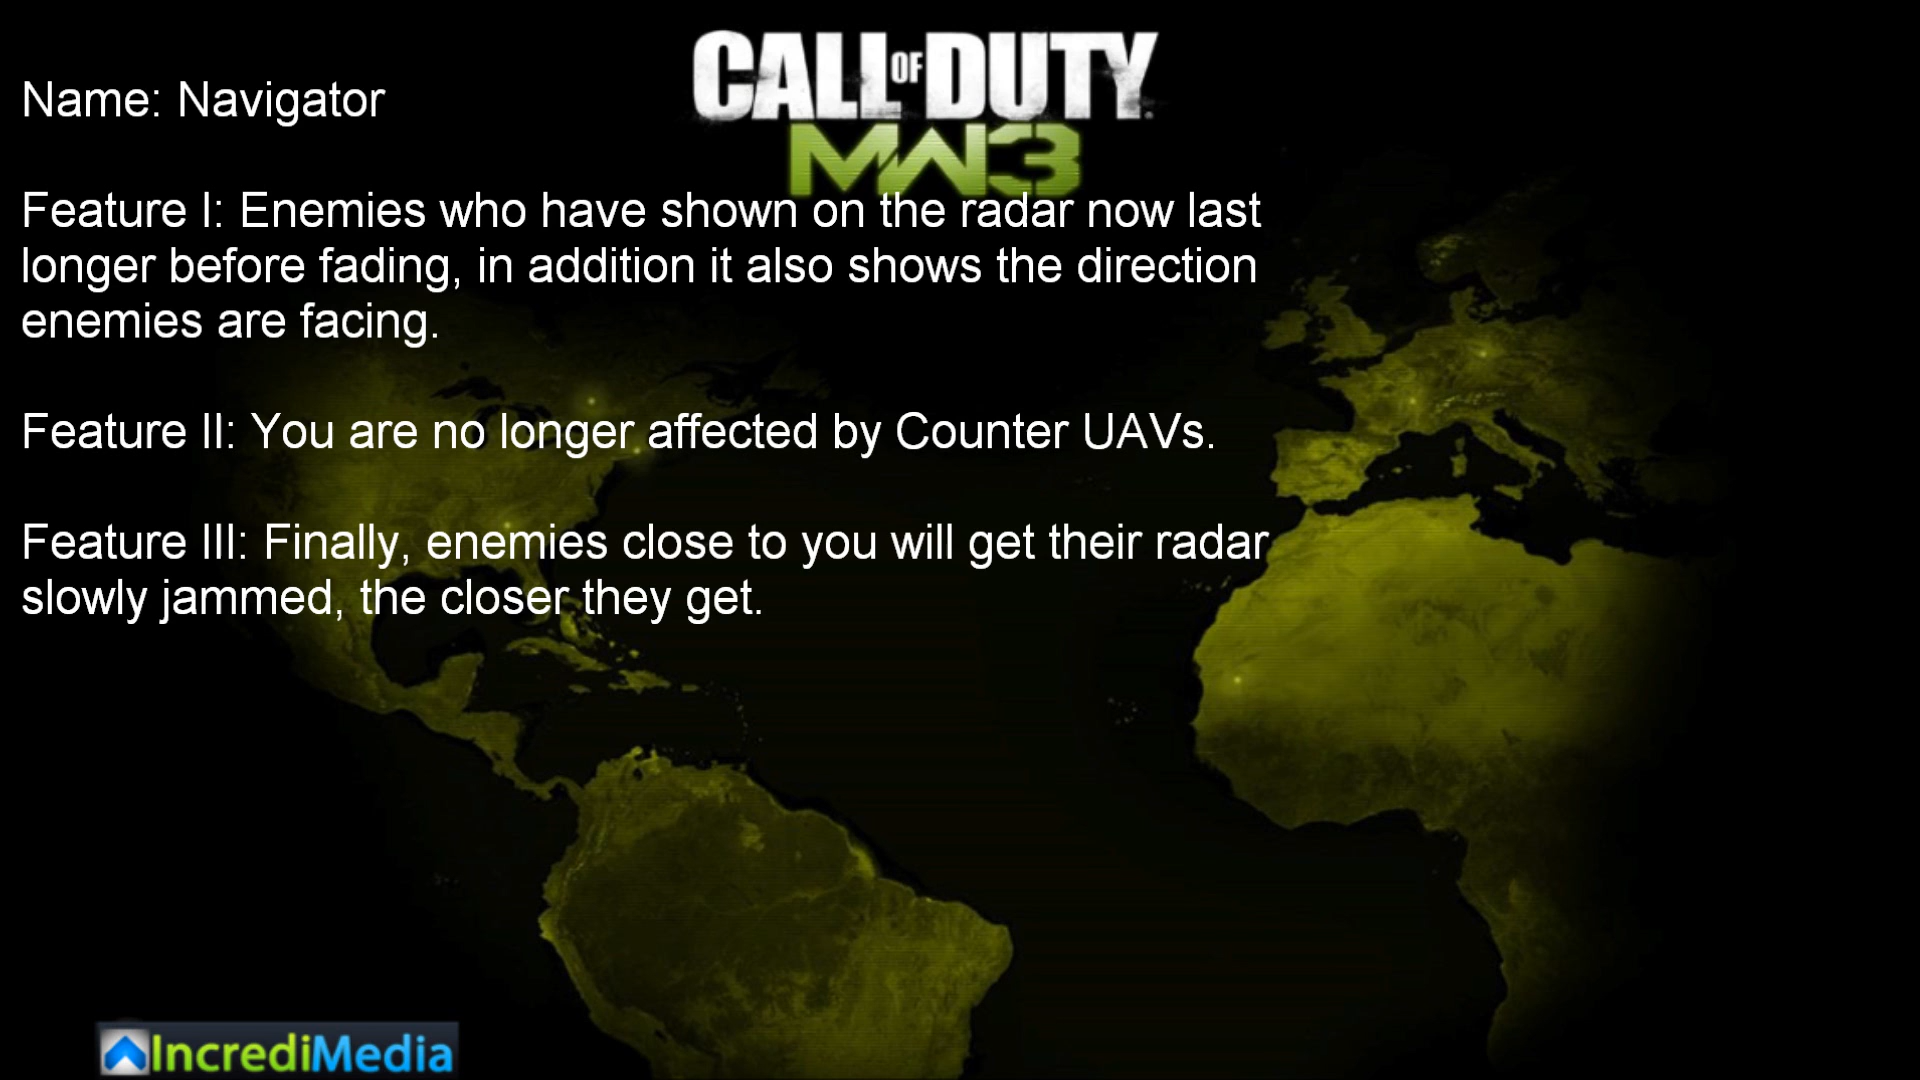 CALL OF DUTY
MW3
Name: Navigator
Feature I: Enemies who have shown on the radar now last
longer before fading, in addition it also shows the direction
enemies are facing.
Feature II: You are no longer affected by Counter UAVs.
Feature III: Finally, enemies close to you will get their radar
slowly jammed, the closer they get.
IncrediMedia